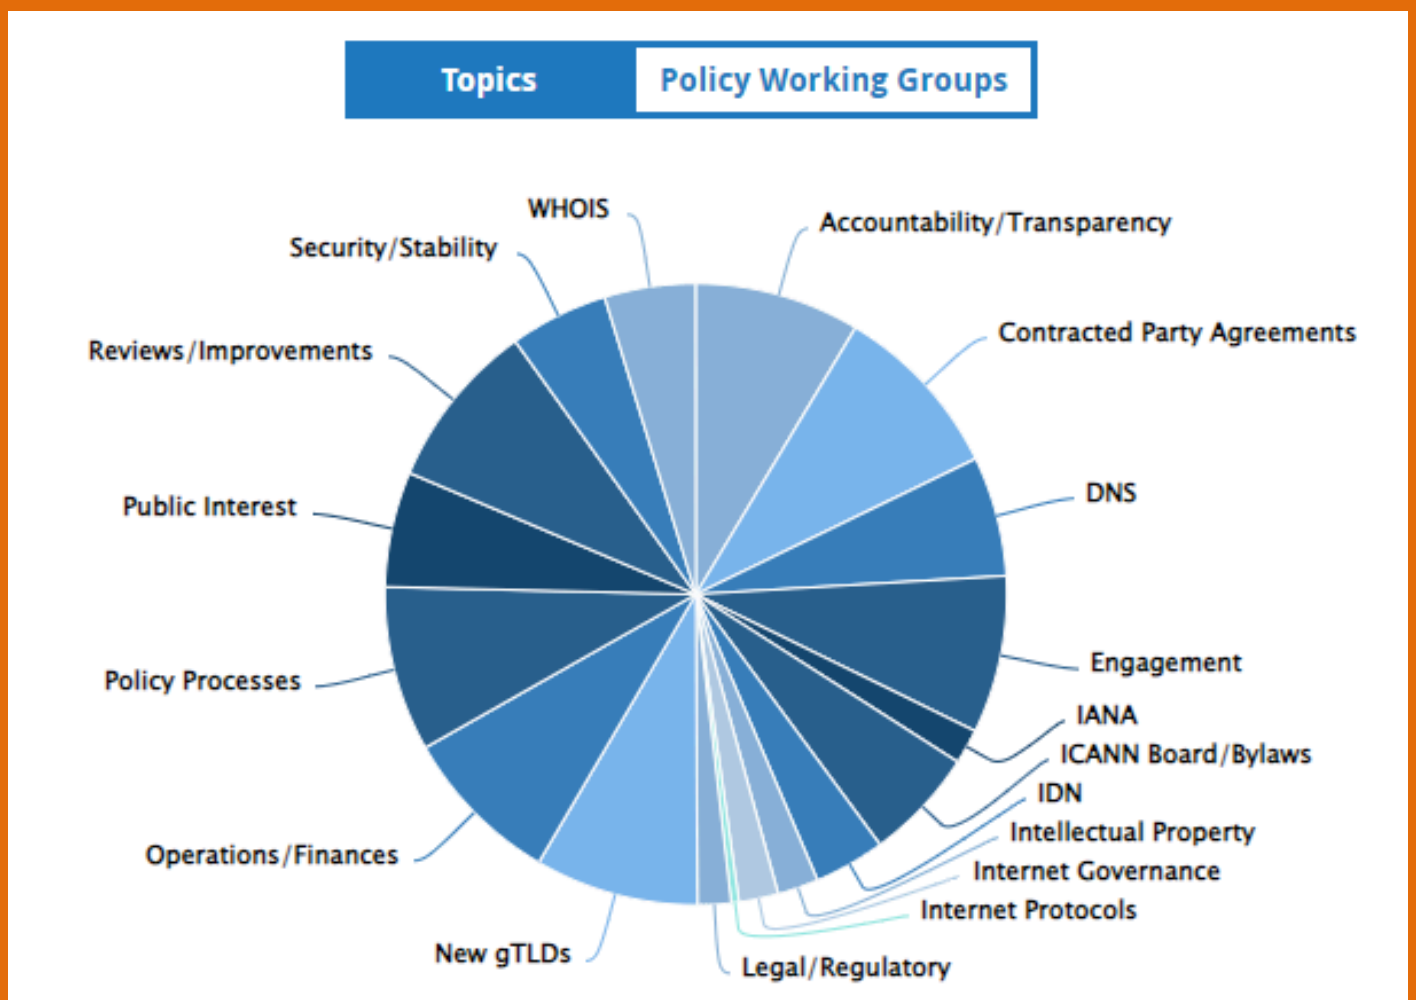 Topics
Policy Working Groups
WHOIS
Accountability/Transparency
Security/Stability
Contracted Party Agreements
Reviews/Improvements
DNS
Public Interest
Engagement
Policy Processes
IANA
ICANN Board/Bylaws
IDN
Intellectual Property
Operations/Finances
Internet Governance
Internet Protocols
New gTLDs
Legal/Regulatory